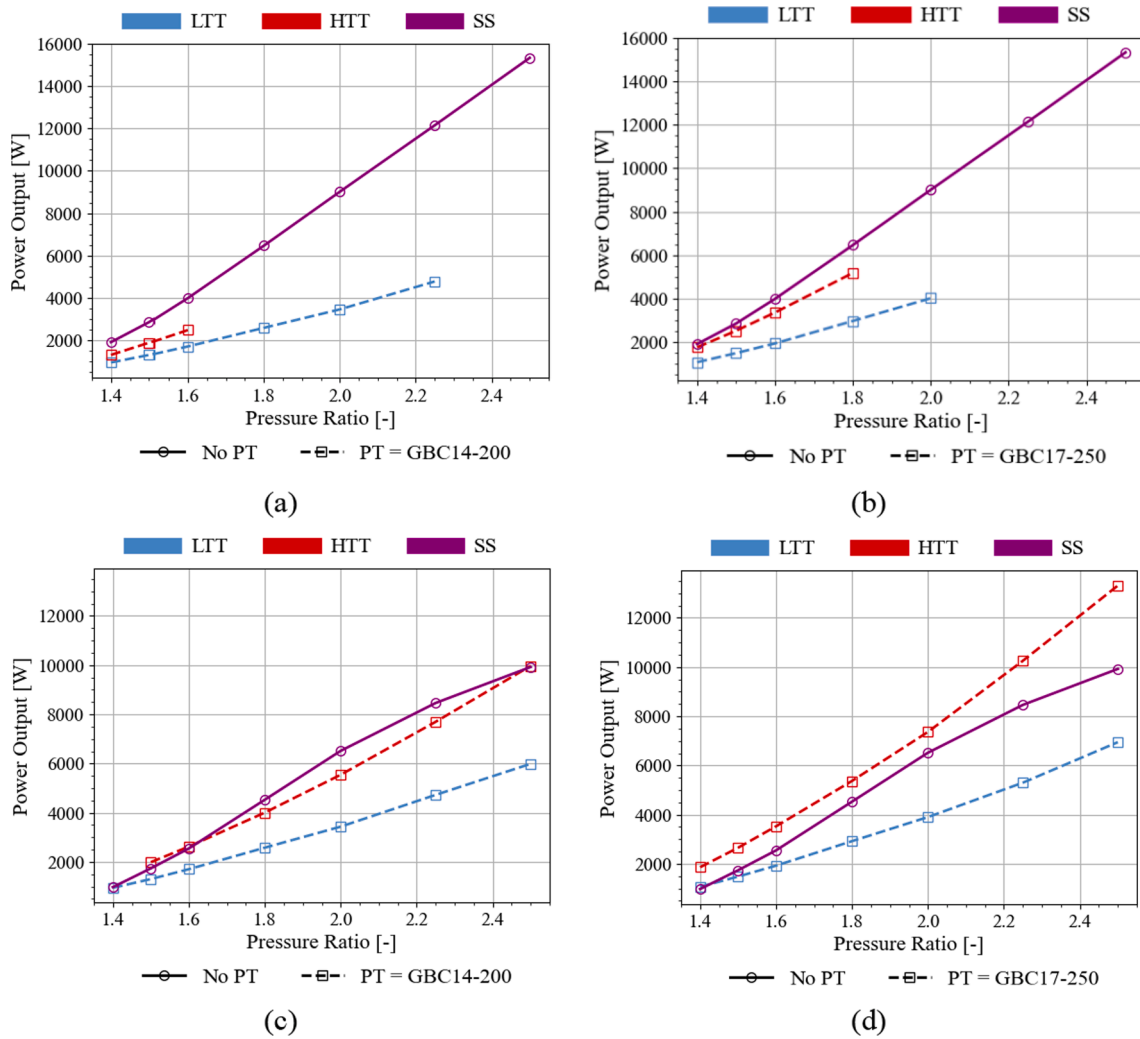 LTT HTT SS
16000
14000
12000
10000
8000
6000
4000
2000
Power Output [W]
1.4 1.6 1.8 2.0 2.2 2.4
Pressure Ratio [-]
No PT PT = GBC14-200
(a)
LTT HTT SS
16000
14000
12000
10000
8000
6000
4000
2000
Power Output [W]
1.4 1.6 1.8 2.0 2.2 2.4
Pressure Ratio [-]
No PT PT = GBC17-250
(b)
LTT HTT SS
12000
10000
8000
6000
4000
2000
Power Output [W]
1.4 1.6 1.8 2.0 2.2 2.4
Pressure Ratio [-]
No PT PT = GBC14-200
(c)
LTT HTT SS
12000
10000
8000
6000
4000
2000
Power Output [W]
1.4 1.6 1.8 2.0 2.2 2.4
Pressure Ratio [-]
No PT PT = GBC17-250
(d)